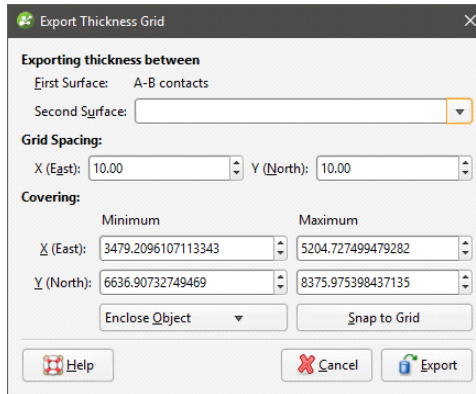 Export Thickness Grid
Exporting thickness between
First Surface: A-B contacts
Second Surface:
Grid Spacing:
X (East): 10.00 Y (North): 10.00
Covering:
Minimum Maximum
X (East): 3479.2096107113343 5204.727499479282
Y (North): 6636.90732749469 8375.975398437135
Enclose Object Snap to Grid
Help Cancel Export